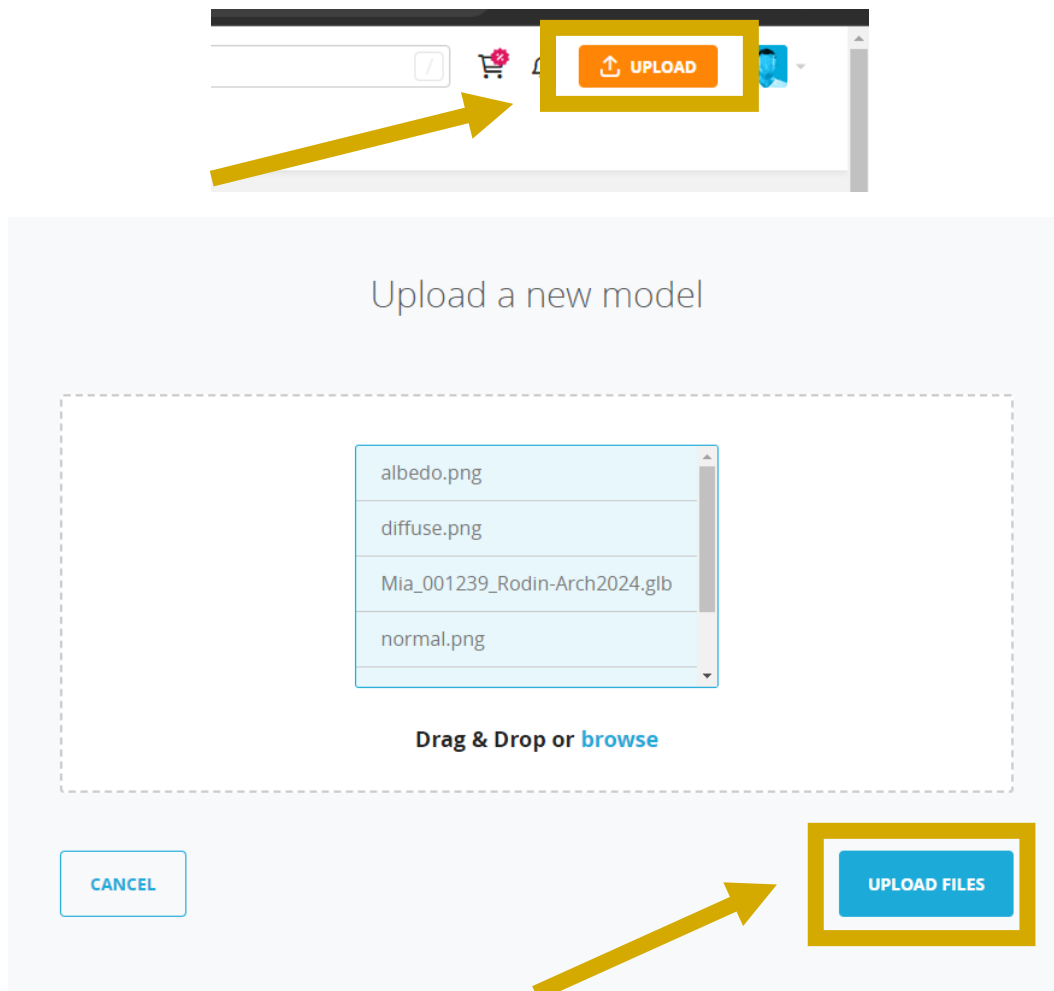 /
UPLOAD
Upload a new model
albedo.png
diffuse.png
Mia_001239_Rodin-Arch2024.glb
normal.png
Drag & Drop or browse
CANCEL
UPLOAD FILES